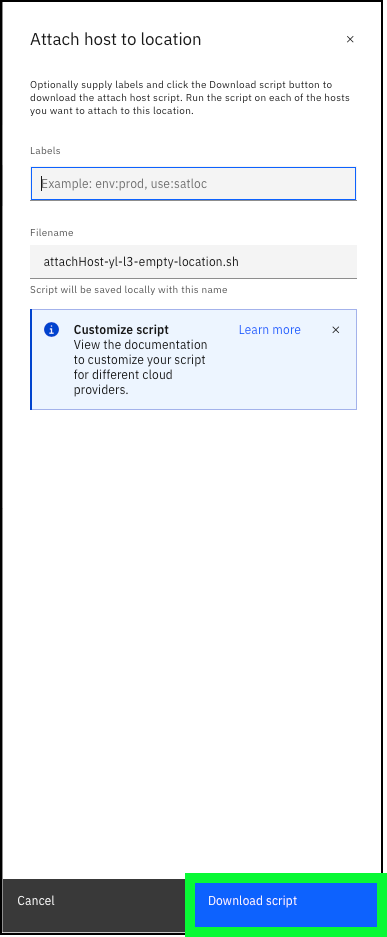 Attach host to location
Optionally supply labels and click the Download script button to
download the attach host script. Run the script on each of the hosts
you want to attach to this location.
Labels
Example: env:prod, use:satloc
Filename
attachHost-yl-l3-empty-location.sh
Script will be saved locally with this name
Customize script
Learn more
View the documentation
to customize your script
for different cloud
providers.
Cancel
Download script